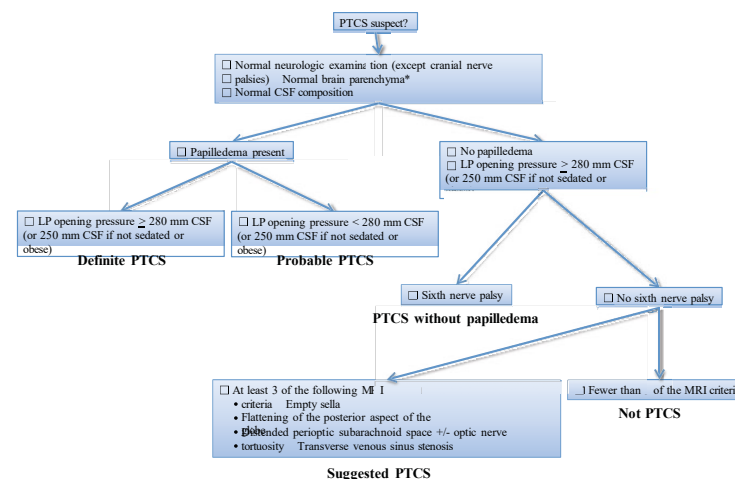 PTCS suspect?
☐ Normal neurologic examination (except cranial nerve
☐ palsies) Normal brain parenchyma*
☐ Normal CSF composition
☐ Papilledema present
☐ No papilledema
☐ LP opening pressure > 280 mm CSF
(or 250 mm CSF if not sedated or
☐ LP opening pressure ≥ 280 mm CSF
(or 250 mm CSF if not sedated or
obese)
Definite PTCS
☐ LP opening pressure < 280 mm CSF
(or 250 mm CSF if not sedated or
obese)
Probable PTCS
☐ Sixth nerve palsy
PTCS without papilledema
☐ No sixth nerve palsy
☐ At least 3 of the following MRI
• criteria Empty sella
• Flattening of the posterior aspect of the
globe
• Distended perioptic subarachnoid space +/- optic nerve
• tortuosity Transverse venous sinus stenosis
Suggested PTCS
Fewer than of the MRI criteri
Not PTCS